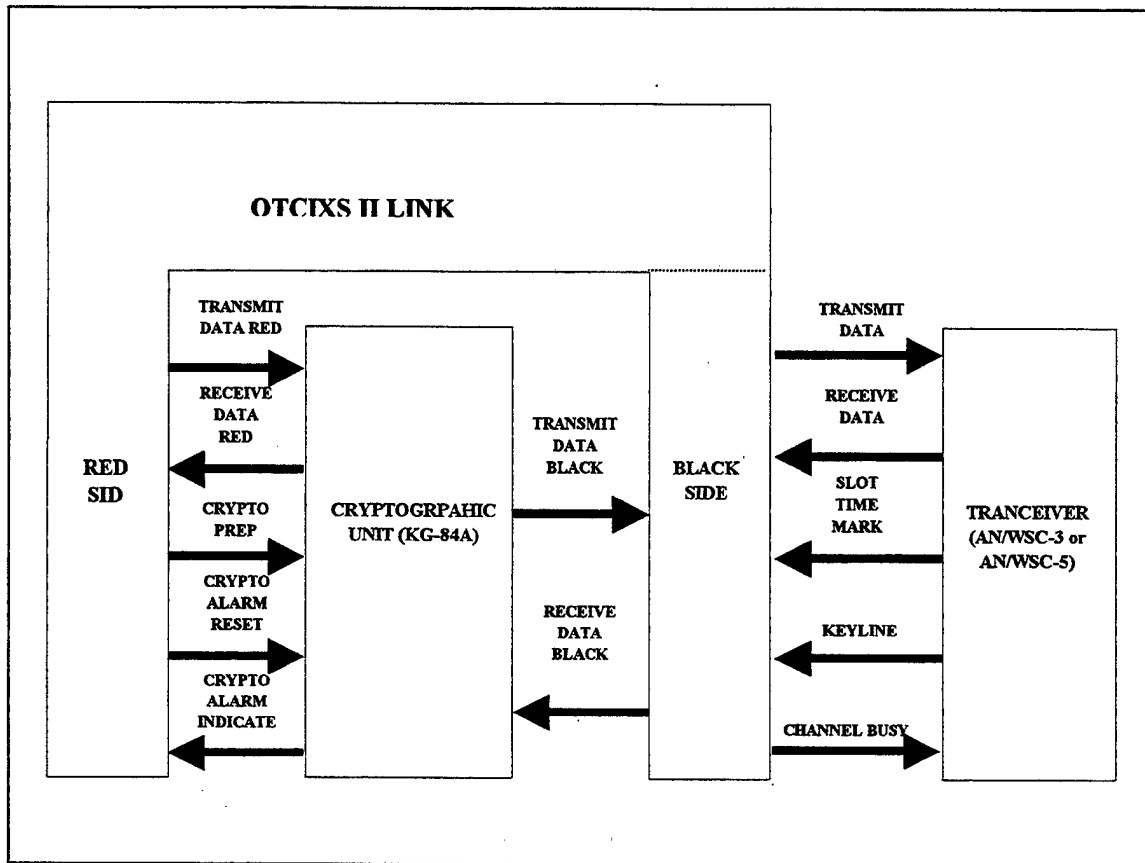 OTCIXS II LINK
TRANSMIT
DATA RED
RECEIVE
DATA
RED
CRYPTO
PREP
CRYPTO
ALARM
RESET
CRYPTO
ALARM
INDICATE
RED
SID
CRYPTOGRPAHIC
UNIT (KG-84A)
TRANSMIT
DATA
BLACK
RECEIVE
DATA
BLACK
BLACK
SIDE
TRANSMIT
DATA
RECEIVE
DATA
SLOT
TIME
MARK
KEYLINE
CHANNEL BUSY
TRANCEIVER
(AN/WSC-3 or
AN/WSC-5)